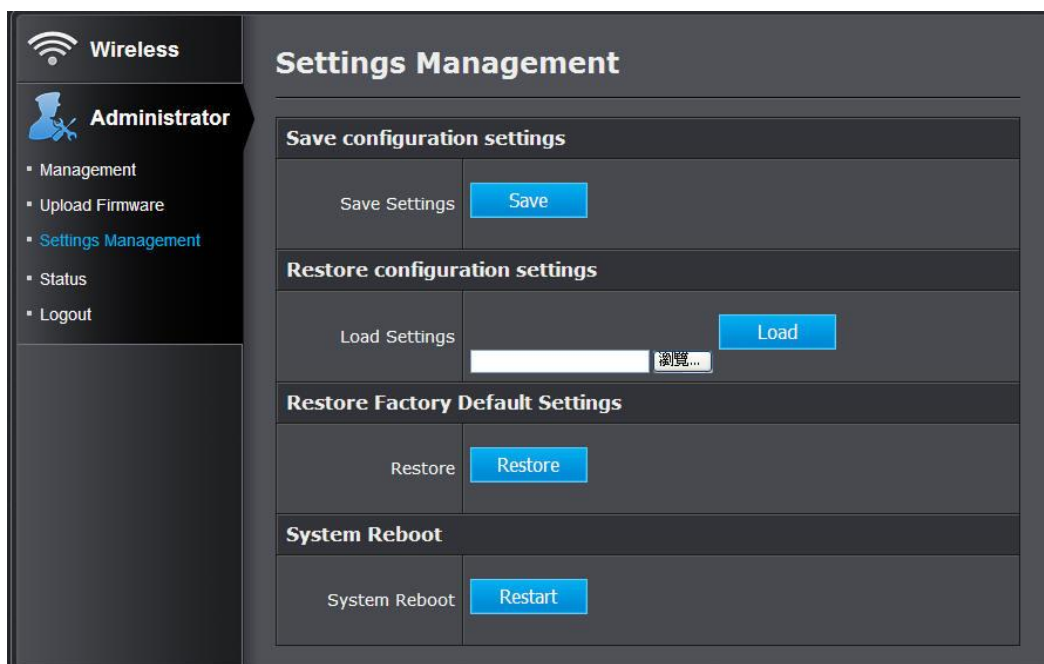 Wireless
Administrator
Management
Upload Firmware
Settings Management
Status
Logout
Settings Management
Save configuration settings
Save Settings
Save
Restore configuration settings
Load Settings
瀏覽...
Load
Restore Factory Default Settings
Restore
Restore
System Reboot
System Reboot
Restart